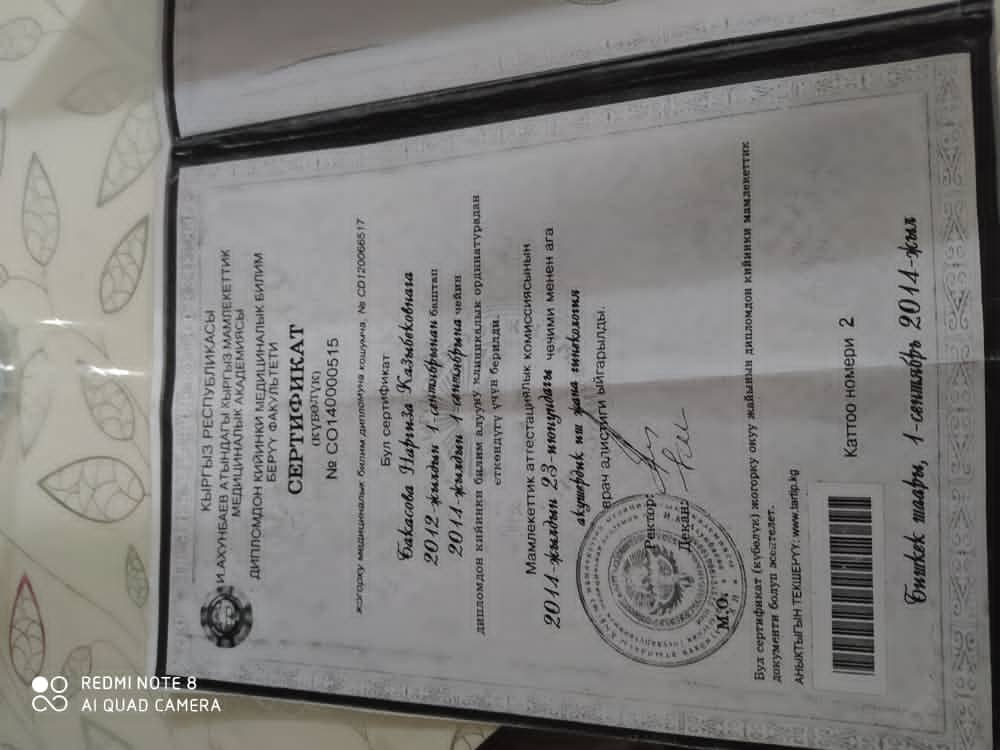 КЫРГЫЗ РЕСПУБЛИКАСЫ
И.АХУНБАЕВ АТЫНДАГЫ КЫРГЫЗ МАМЛЕКЕТТИК
МЕДИЦИНАЛЫК АКАДЕМИЯСЫ
ДИПЛОМДОН КИЙИНКИ МЕДИЦИНАЛЫК БИЛИМ
БЕРҮҮ ФАКУЛЬТЕТИ
СЕРТИФИКАТ
(КҮБӨЛҮК)
№ СО140000515
жогорку медициналык билим дипломуна кошумча, № CD120066517
Бул сертификат
Бакасова Наргиза Казыбековнага
2012-жылдын 1-сентябрынан баштап
2014-жылдын 1-сентябрына чейин
дипломдон кийинки билим алууну клиникалык ординатурадан
өткөндүгү үчүн берилди.
Мамлекеттик аттестациялык комиссиясынын
2014-жылдын 23-июнундагы чечими менен ага
акушердик иш жана гинекология
врач адистиги ыйгарылды.
Ректор:
Декан:
М.О.
Бул сертификат (күбөлүк) жогорку окуу жайынын дипломдон кийинки мамлекеттик
документи болуп эсептелет.
АНЫКТЫГЫН ТЕКШЕРҮҮ: www.tartip.kg
Каттоо номери 2
Бишкек шаары, 1-сентябрь 2014-жыл
REDMI NOTE 8
AI QUAD CAMERA